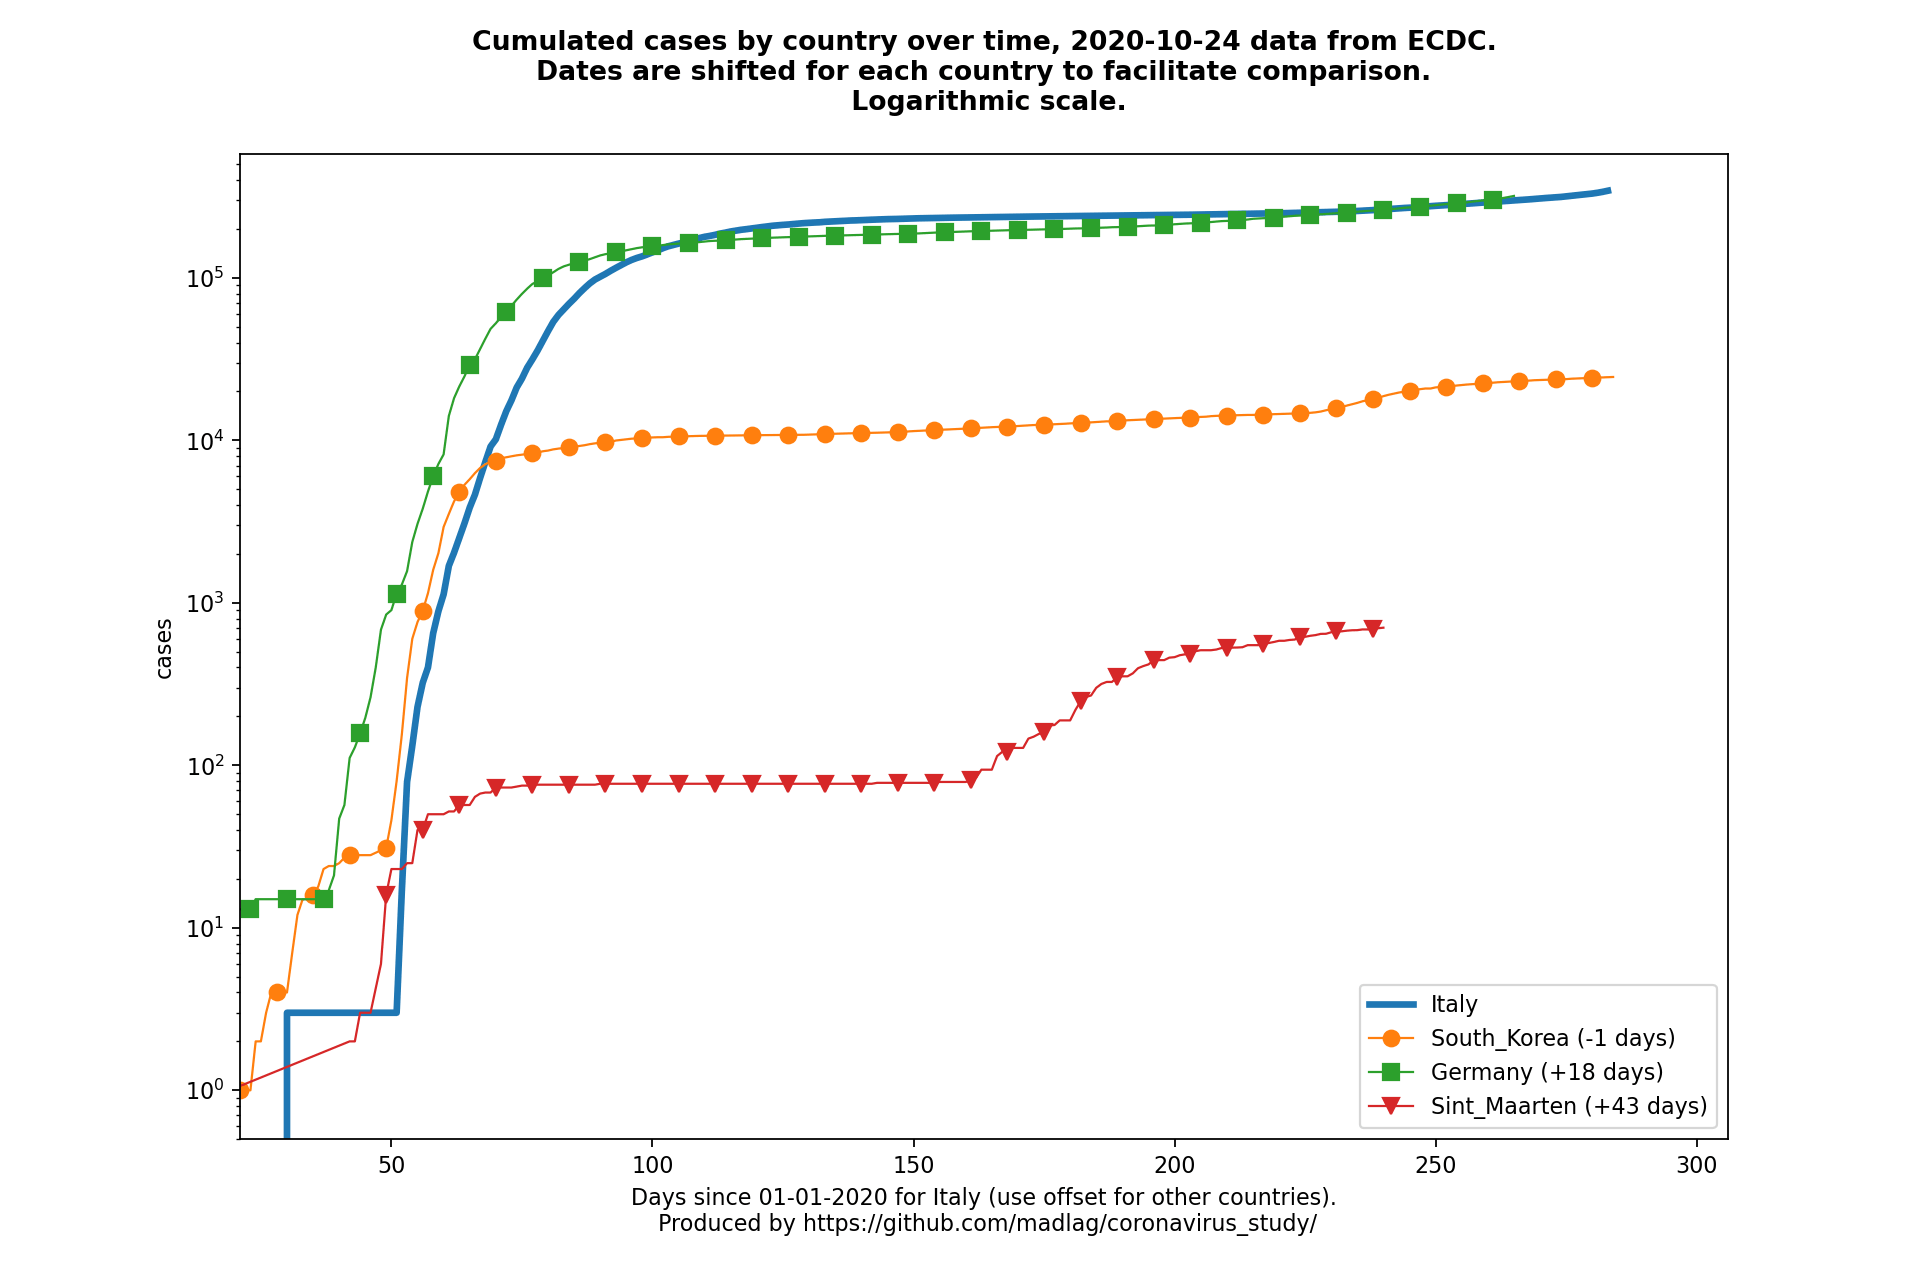 Cumulated cases by country over time, 2020-10-24 data from ECDC.
Dates are shifted for each country to facilitate comparison.
Logarithmic scale.
10^5
10^4
10^3
10^2
10^1
10^0
cases
Italy
South_Korea (-1 days)
Germany (+18 days)
Sint_Maarten (+43 days)
50 100 150 200 250 300
Days since 01-01-2020 for Italy (use offset for other countries).
Produced by https://github.com/madlag/coronavirus_study/